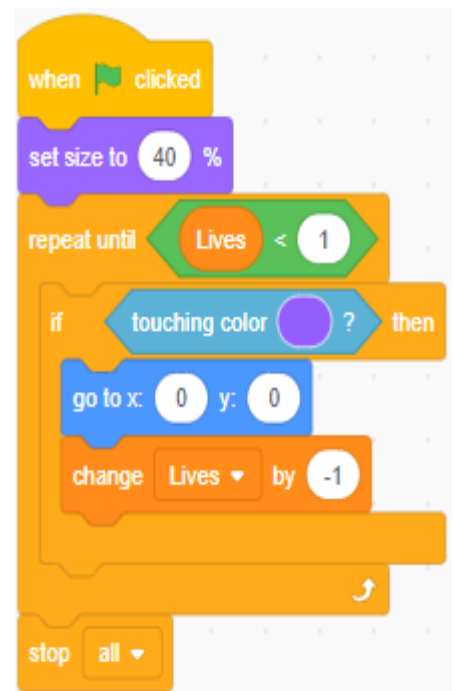 when clicked
set size to 40 %
repeat until Lives < 1
if touching color ? then
go to x: 0 y: 0
change Lives by -1
stop all